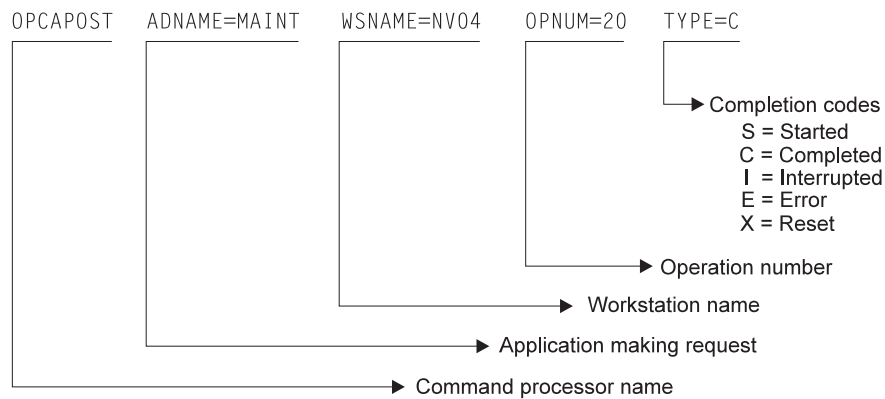 OPCAPOST ADNAME=MAINT WSNAME=NV04 OPNUM=20 TYPE=C
Completion codes
S = Started
C = Completed
I = Interrupted
E = Error
X = Reset
Operation number
Workstation name
Application making request
Command processor name